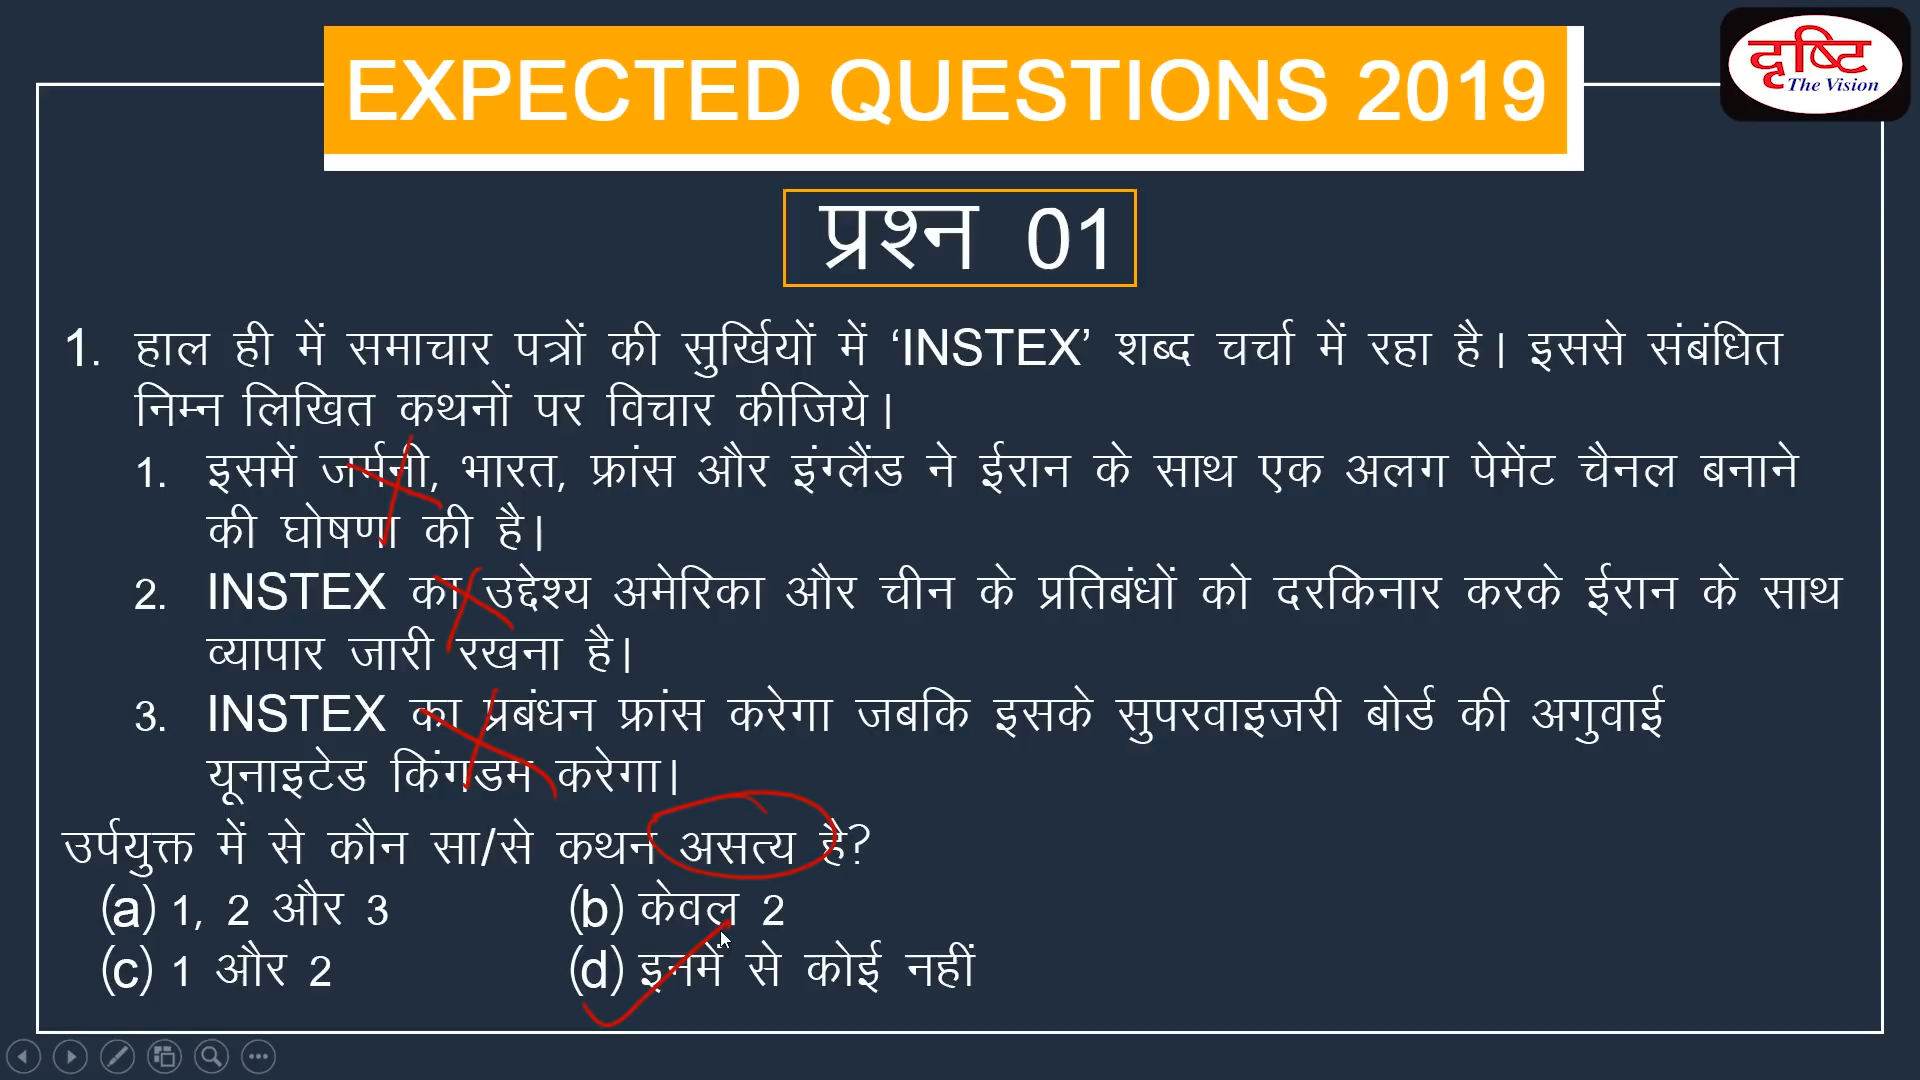 EXPECTED QUESTIONS 2019
दृष्टि
The Vision
प्रश्न 01
1. हाल ही में समाचार पत्रों की सुर्खियों में ‘INSTEX’ शब्द चर्चा में रहा है। इससे संबंधित
निम्न लिखित कथनों पर विचार कीजिये।
1. इसमें जर्मनी, भारत, फ्रांस और इंग्लैंड ने ईरान के साथ एक अलग पेमेंट चैनल बनाने
की घोषणा की है।
2. INSTEX का उद्देश्य अमेरिका और चीन के प्रतिबंधों को दरकिनार करके ईरान के साथ
व्यापार जारी रखना है।
3. INSTEX का प्रबंधन फ्रांस करेगा जबकि इसके सुपरवाइजरी बोर्ड की अगुवाई
यूनाइटेड किंगडम करेगा।
उर्पयुक्त में से कौन सा/से कथन असत्य है?
(a) 1, 2 और 3 (b) केवल 2
(c) 1 और 2 (d) इनमें से कोई नहीं